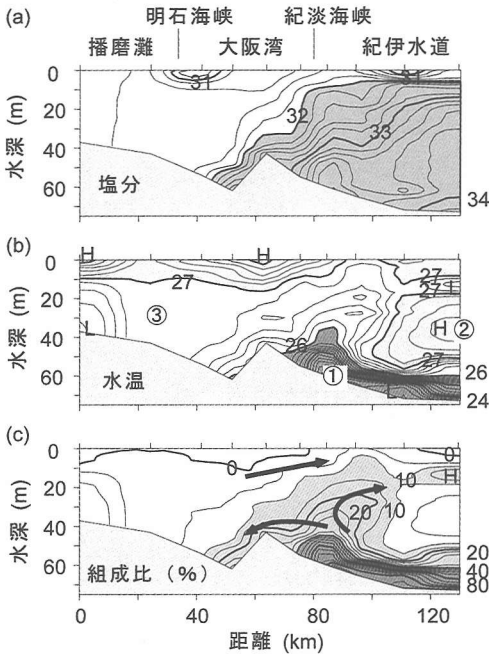 (a)
明石海峡 紀淡海峡
播磨灘 大阪湾 紀伊水道
0
20
40
60
水深 (m)
塩分
31
31
32
33
34
(b)
0
20
40
60
水深 (m)
水温
H
H
27
27
27
L
③
L
H
②
26
27
①
L
26
24
(c)
0
20
40
60
水深 (m)
組成比 (%)
0
0
10
H
20
10
20
40
80
0 40 80 120
距離 (km)